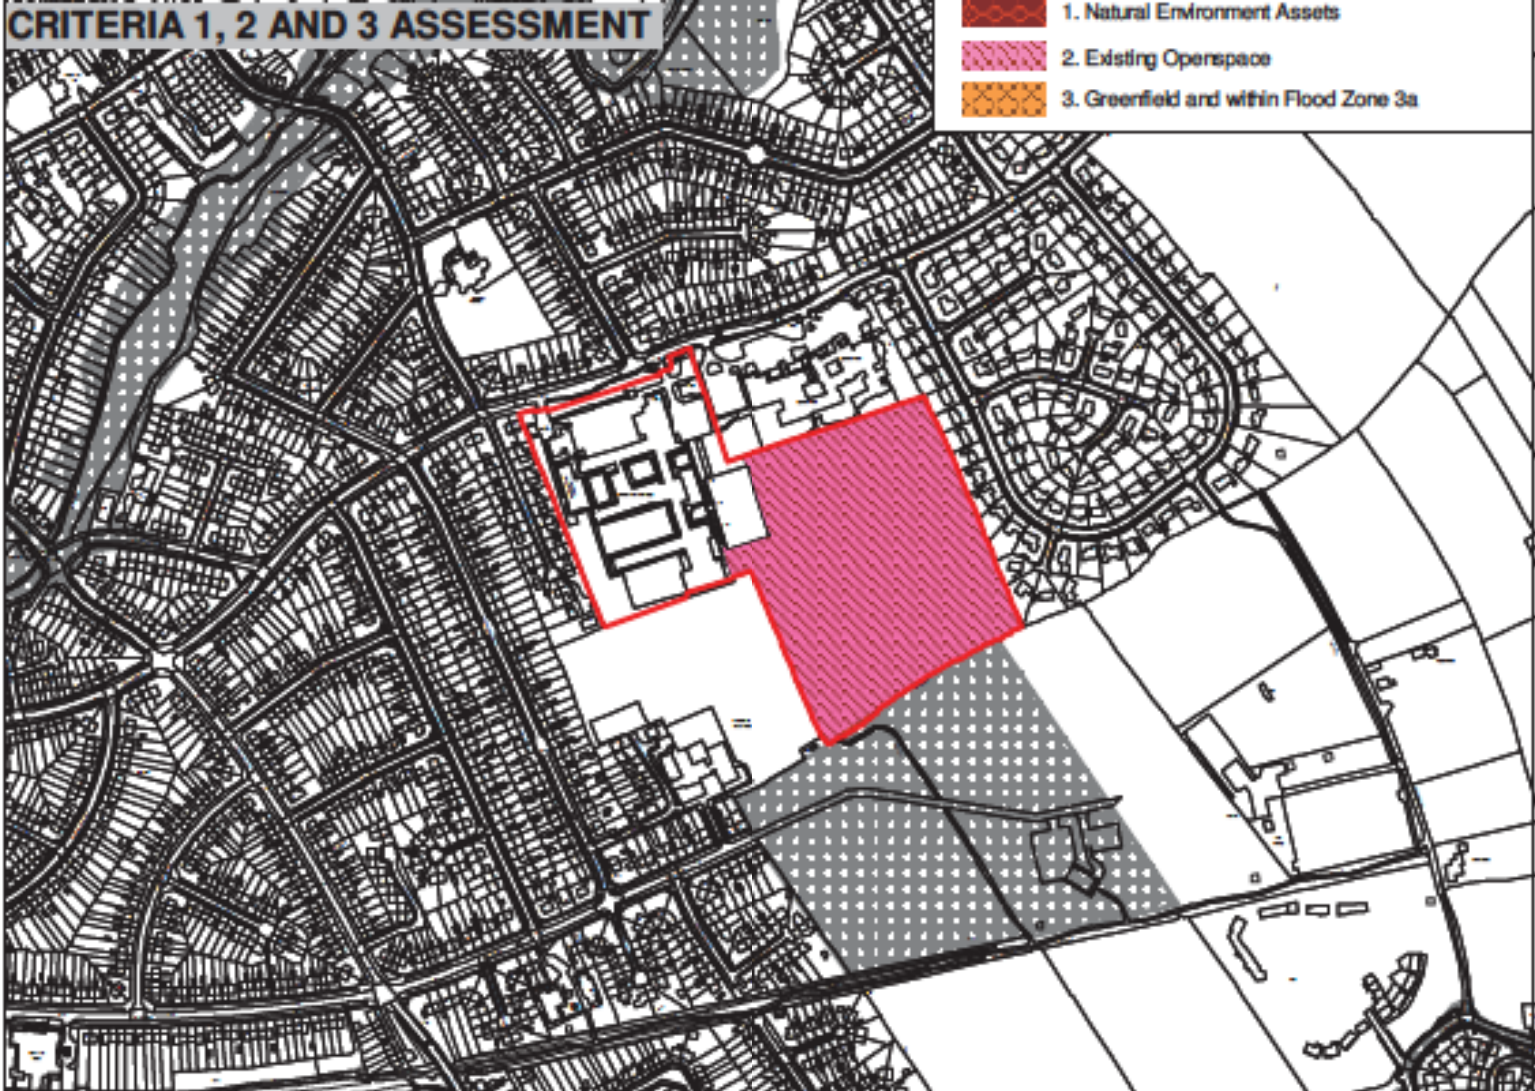 CRITERIA 1, 2 AND 3 ASSESSMENT
1. Natural Environment Assets
2. Existing Openspace
3. Greenfield and within Flood Zone 3a